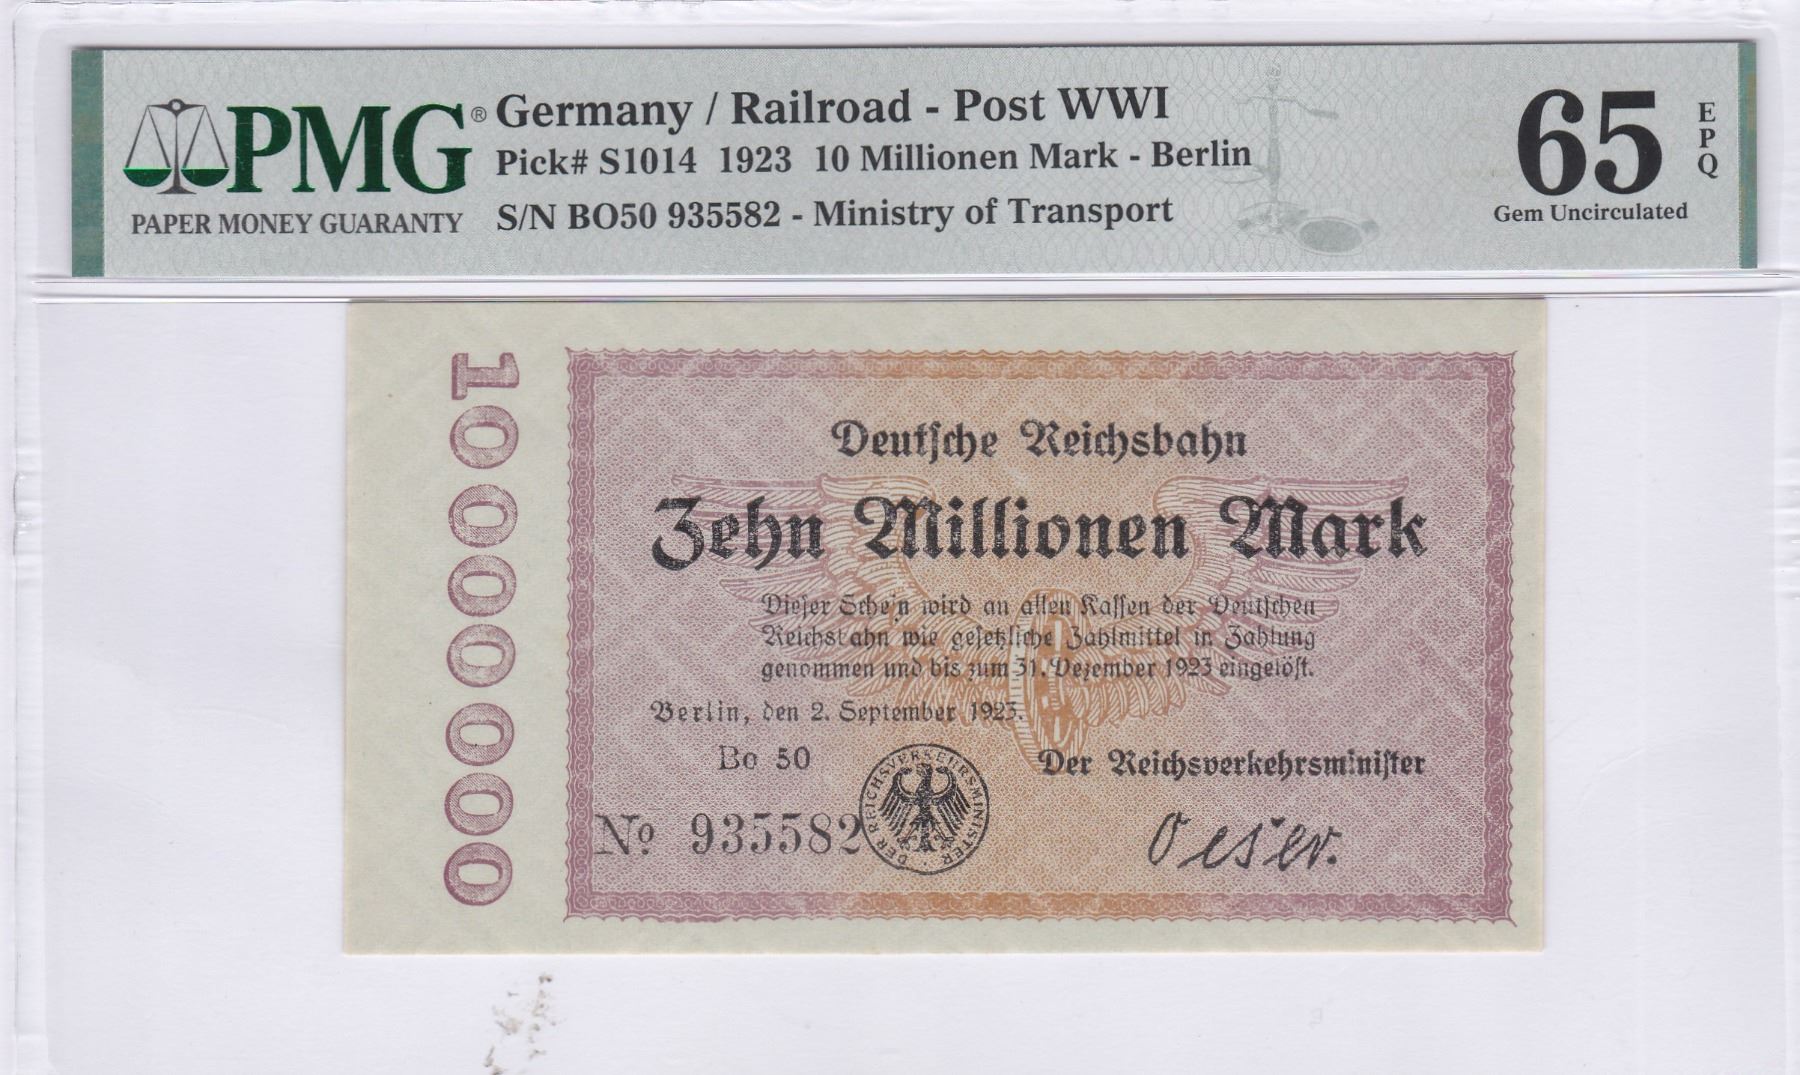 PMG®
PAPER MONEY GUARANTY
Germany / Railroad - Post WWI
Pick# S1014 1923 10 Millionen Mark - Berlin
S/N BO50 935582 - Ministry of Transport
65 EPQ
Gem Uncirculated
10000000
Deutsche Reichsbahn
Zehn Millionen Mark
Dieser Schein wird an allen Kassen der Deutschen
Reichsbahn wie gesetzliche Zahlmittel in Zahlung
genommen und bis zum 31. Dezember 1923 eingelöst.
Berlin, den 2. September 1923.
Bo 50
Der Reichsverkehrsminister
No 935582
DER REICHSVERKEHRSMINISTER
Oeser.